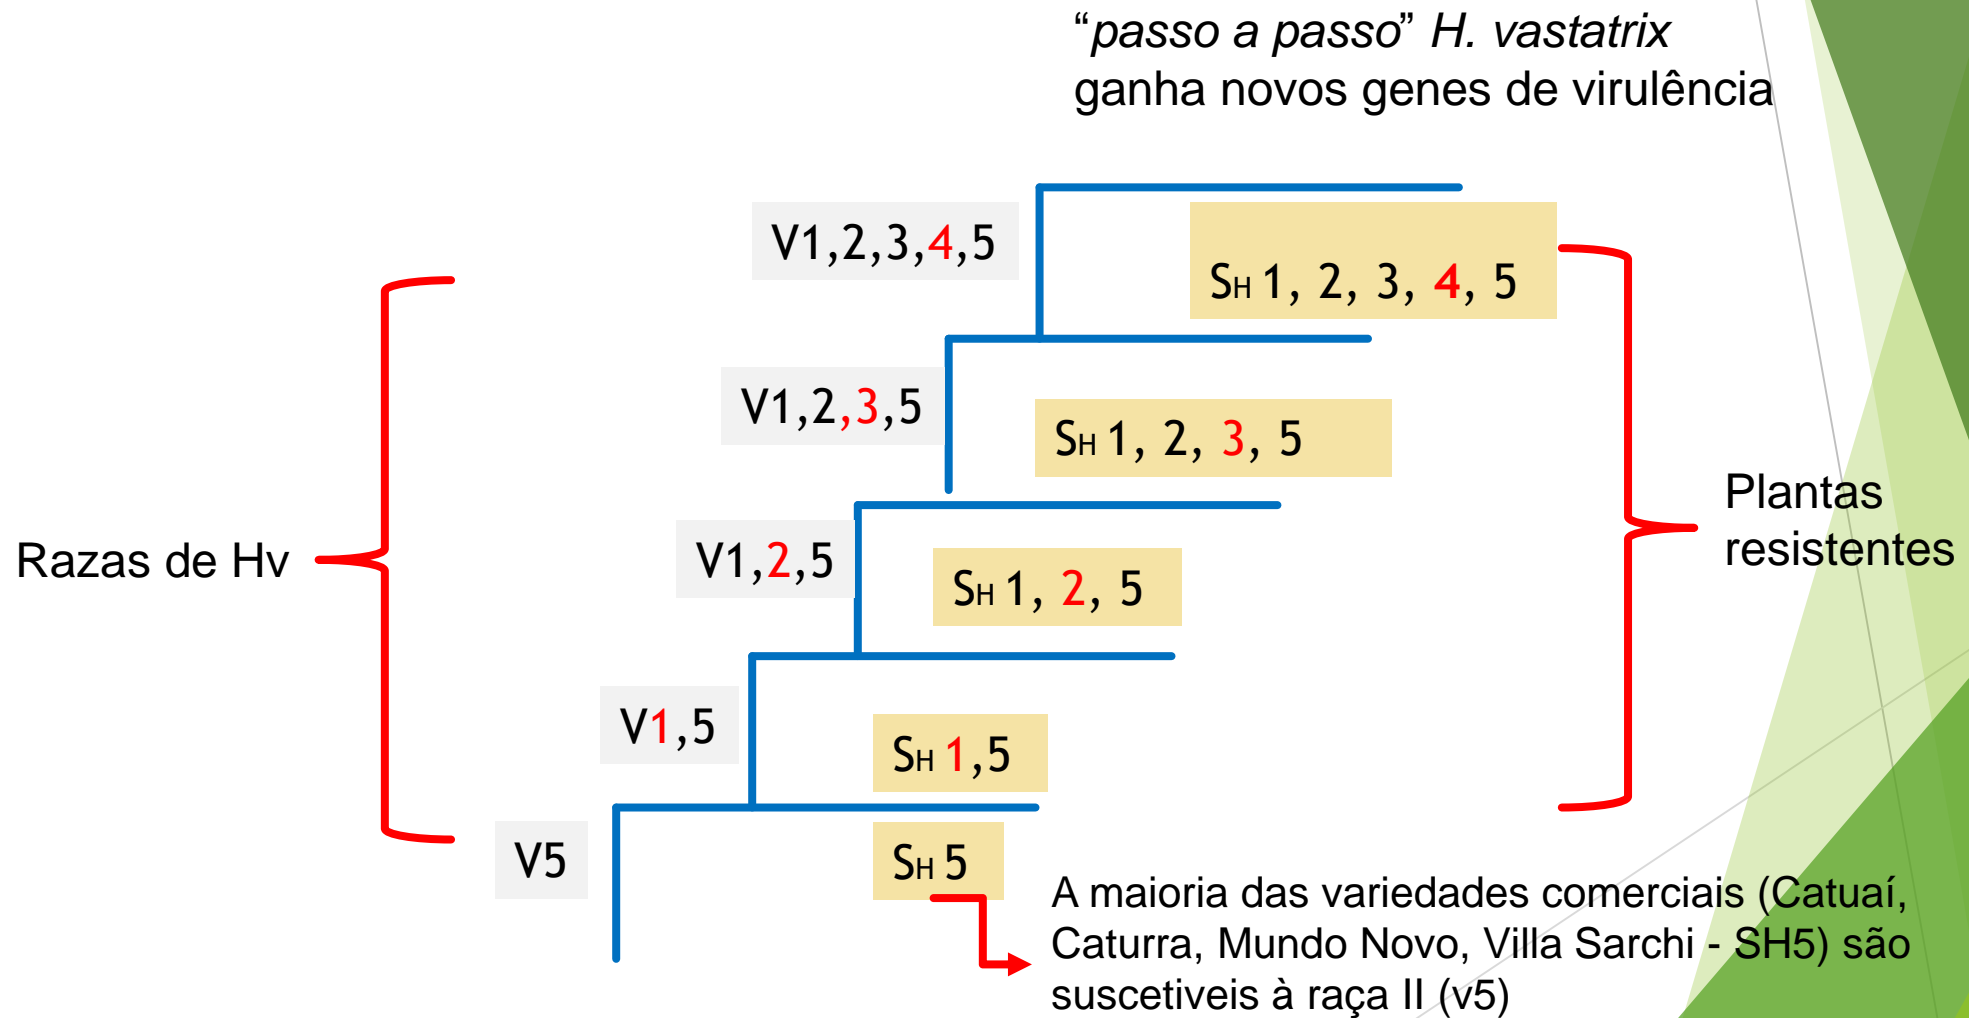 “passo a passo” H. vastatrix
ganha novos genes de virulência
V1,2,3,4,5
SH 1, 2, 3, 4, 5
V1,2,3,5
SH 1, 2, 3, 5
Plantas
resistentes
Razas de Hv
V1,2,5
SH 1, 2, 5
V1,5
SH 1,5
V5
SH 5
A maioria das variedades comerciais (Catuaí,
Caturra, Mundo Novo, Villa Sarchi - SH5) são
suscetiveis à raça II (v5)